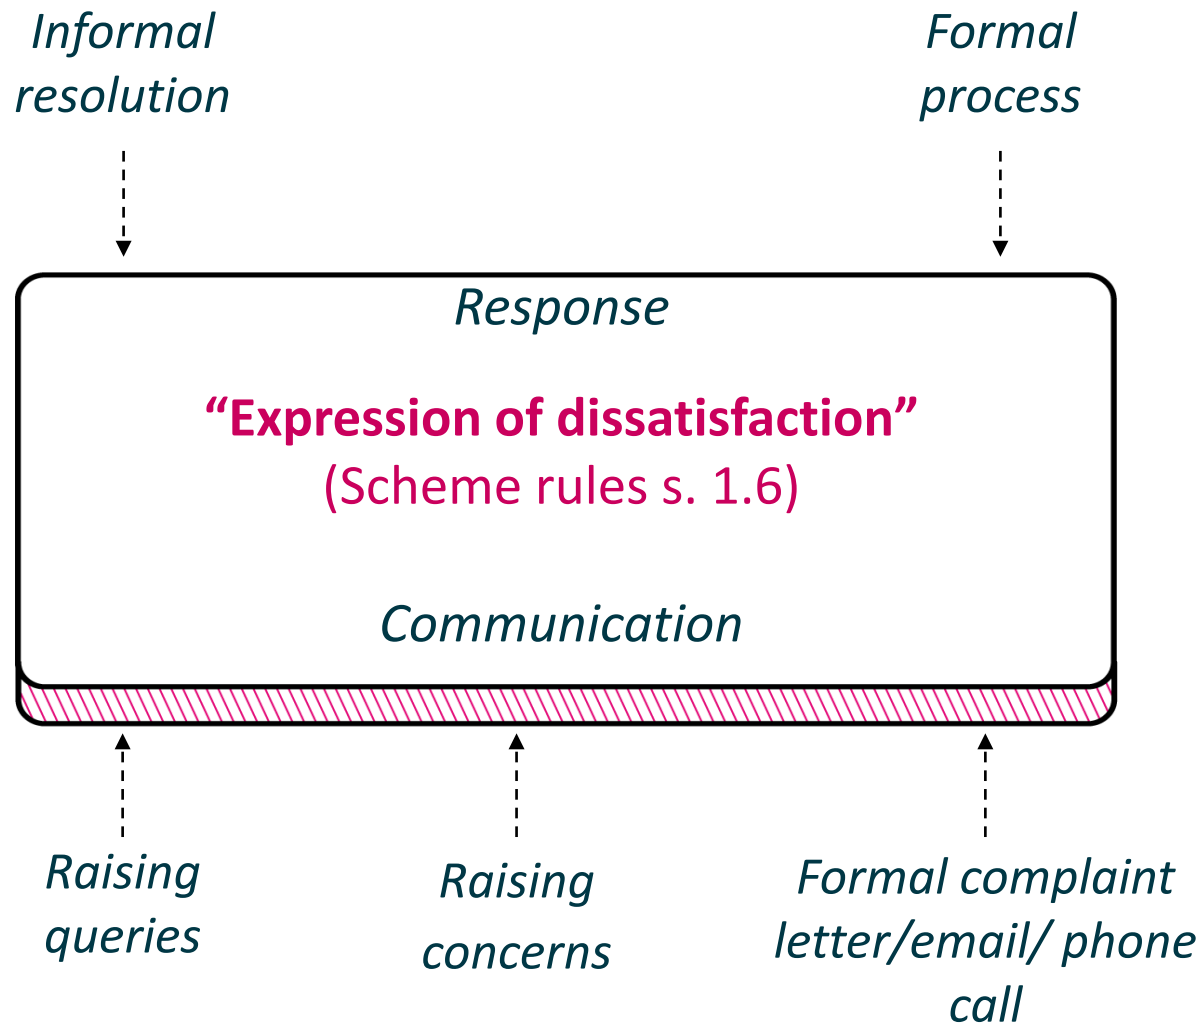 Informal
resolution
Formal
process
Response
“Expression of dissatisfaction”
(Scheme rules s. 1.6)
Communication
Raising
queries
Raising
concerns
Formal complaint
letter/email/ phone
call